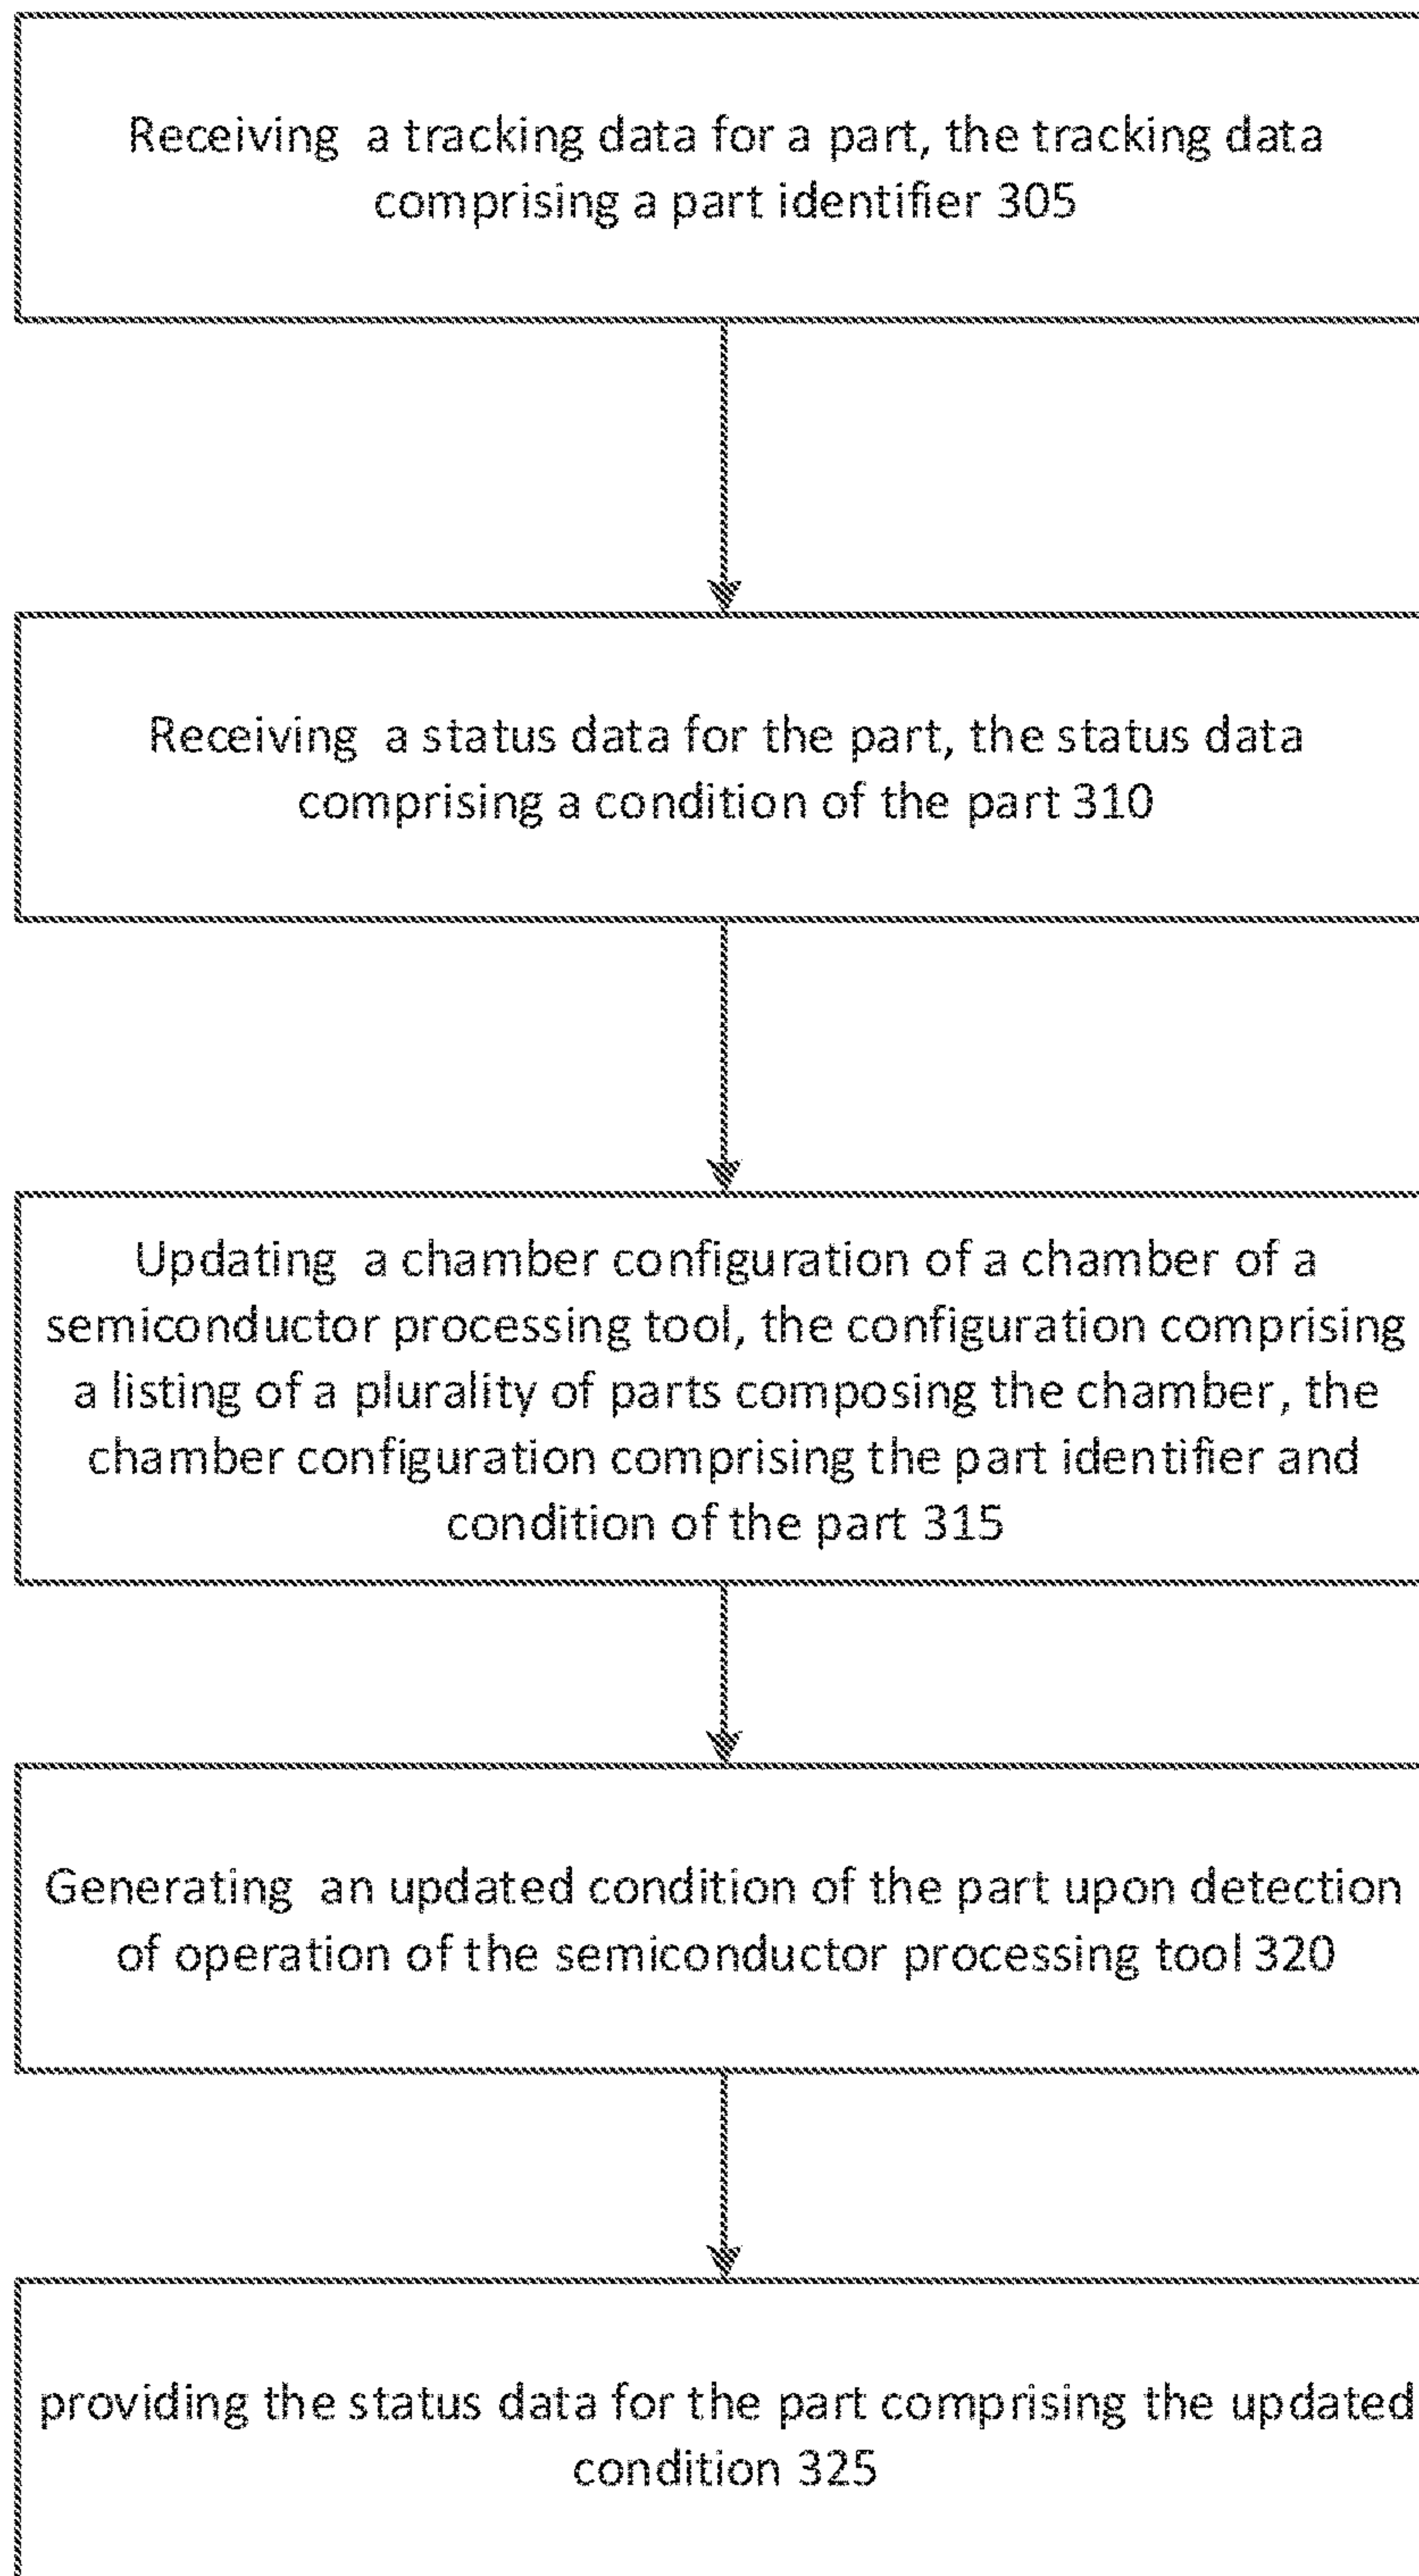 Receiving a tracking data for a part, the tracking data
comprising a part identifier 305
Receiving a status data for the part, the status data
comprising a condition of the part 310
Updating a chamber configuration of a chamber of a
semiconductor processing tool, the configuration comprising
a listing of a plurality of parts composing the chamber, the
chamber configuration comprising the part identifier and
condition of the part 315
Generating an updated condition of the part upon detection
of operation of the semiconductor processing tool 320
providing the status data for the part comprising the updated
condition 325